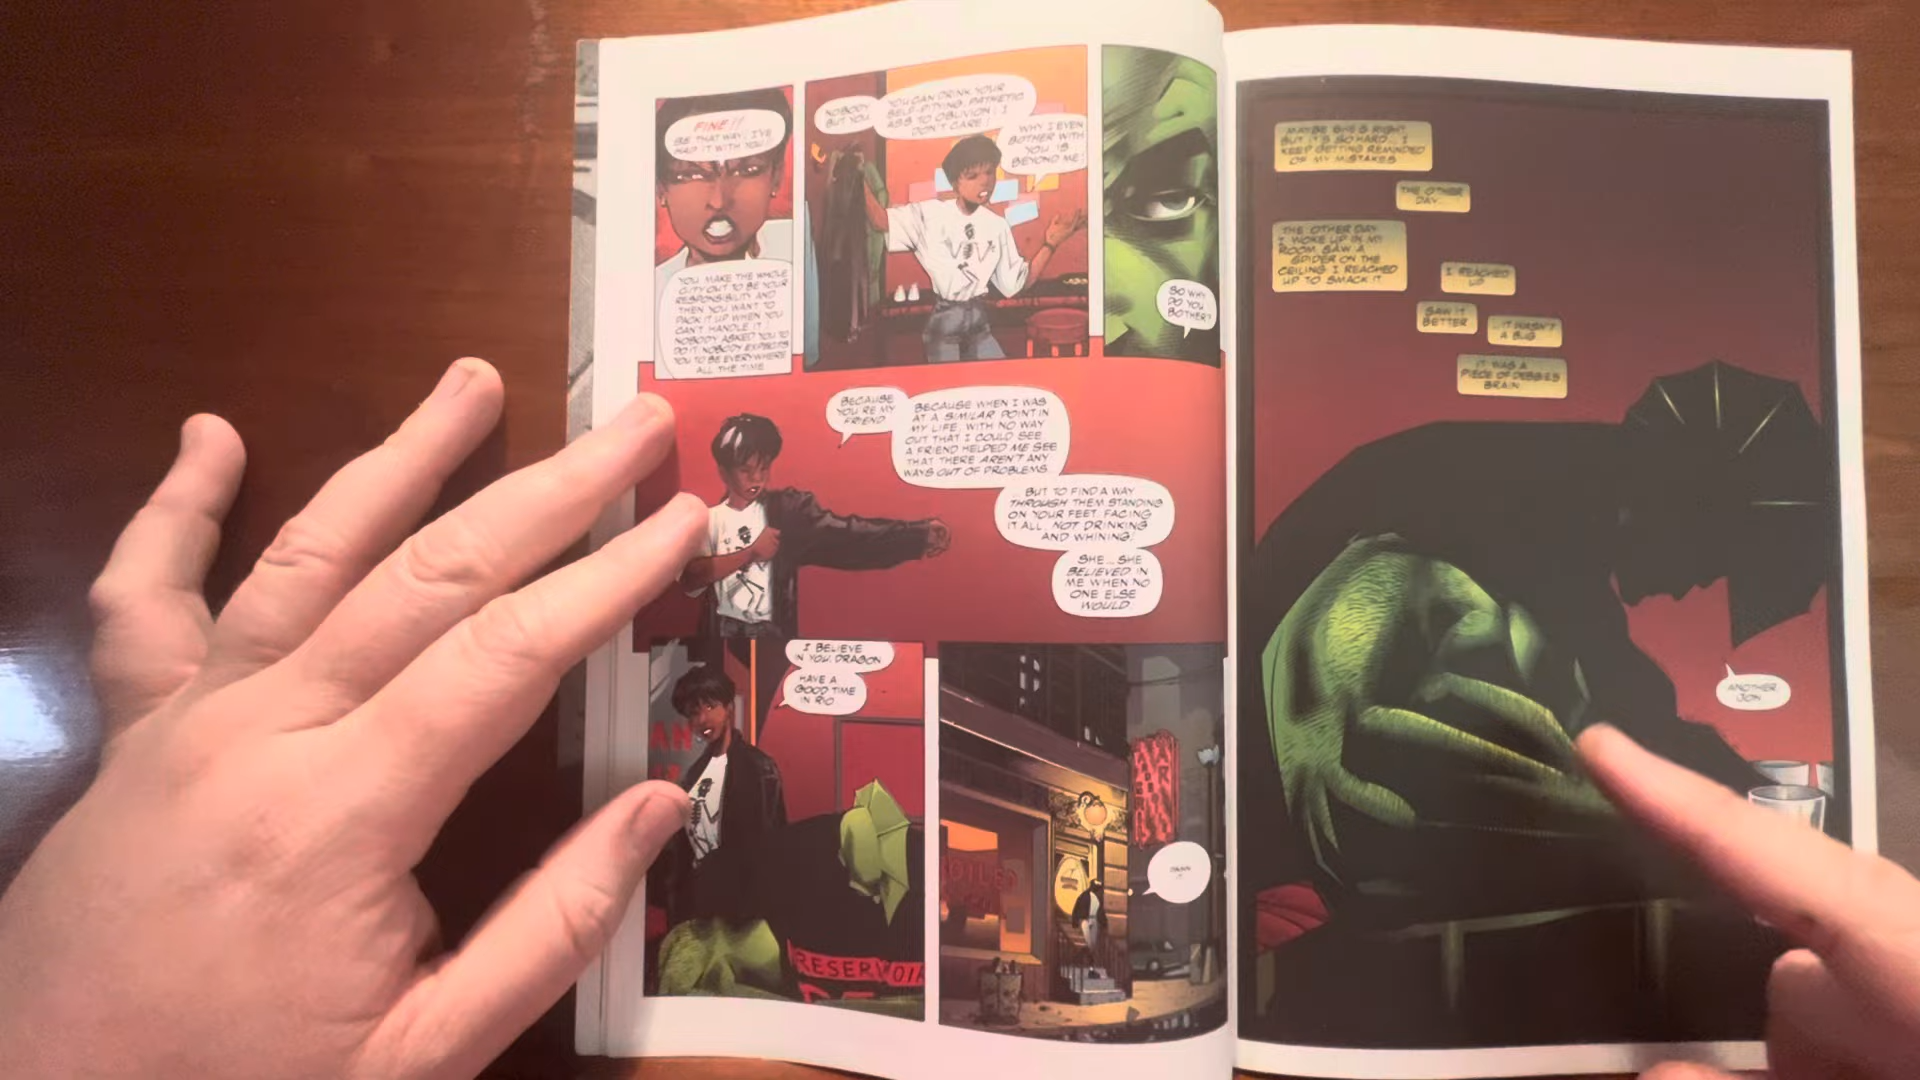 FINE!!
BE THAT WAY, I'VE
HAD IT WITH YOU!
YOU MAKE THE WHOLE
CITY OUT TO BE YOUR
RESPONSIBILITY AND
THEN YOU WANT TO
PACK IT UP WHEN YOU
CAN'T HANDLE IT!
NOBODY ASKED YOU TO
DO IT. NOBODY EXPECTS
YOU TO BE EVERYWHERE
ALL THE TIME
NOBODY
BUT YOU.
YOU CAN DRINK YOUR
SELF-PITYING, PATHETIC
ASS TO OBLIVION! I
DON'T CARE!
WHY I EVEN
BOTHER WITH
YOU IS
BEYOND ME!
SO WHY
DO YOU
BOTHER?
BECAUSE
YOU'RE MY
FRIEND
BECAUSE WHEN I WAS
AT A SIMILAR POINT IN
MY LIFE, WITH NO WAY
OUT THAT I COULD SEE
A FRIEND HELPED ME SEE
THAT THERE AREN'T ANY
WAYS OUT OF PROBLEMS
...BUT TO FIND A WAY
THROUGH THEM STANDING
ON YOUR FEET, FACING
IT ALL, NOT DRINKING
AND WHINING!
SHE...SHE
BELIEVED IN
ME WHEN NO
ONE ELSE
WOULD
I BELIEVE
IN YOU, DRAGON
HAVE A
GOOD TIME
IN RIO
RESER
MAYBE SHE'S RIGHT
BUT IT'S SO HARD... I
KEEP GETTING REMINDED
OF MY MISTAKES
THE OTHER
DAY...
THE OTHER DAY
I WOKE UP IN MY
ROOM SAW A
SPIDER ON THE
CEILING I REACHED
UP TO SMACK IT
I REACHED
UP
SAW IT
BETTER
...IT WASN'T
A BUG
IT WAS A
PIECE OF DEBBIE'S
BRAIN
ANOTHER
JON